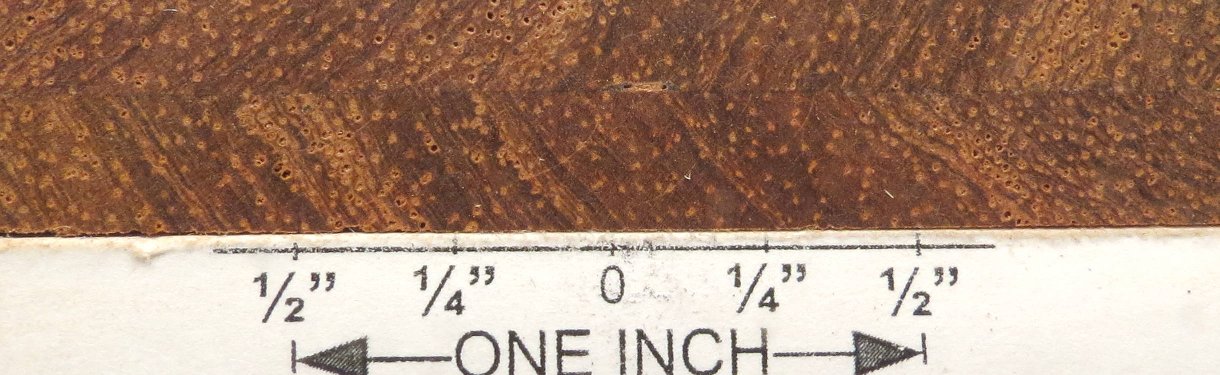 1/2” 1/4” 0 1/4” 1/2”
ONE INCH